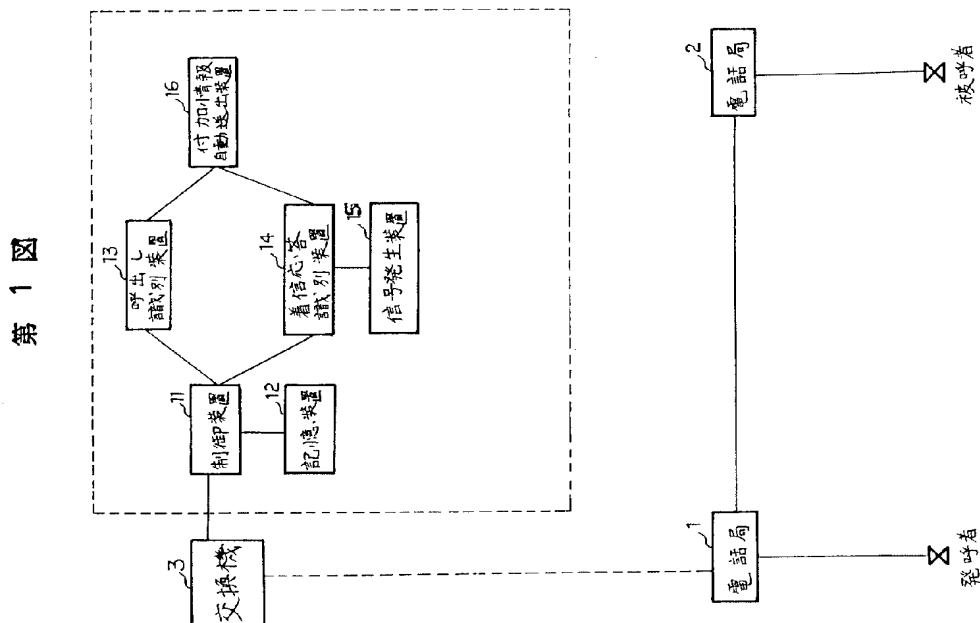 第 1 図
3
交換機
11
制御装置
12
記憶装置
13
呼出し
識別装置
14
着信応答
識別装置
15
信号発生装置
16
付加情報
自動送出装置
1
電話局
2
電話局
発呼者
被呼者